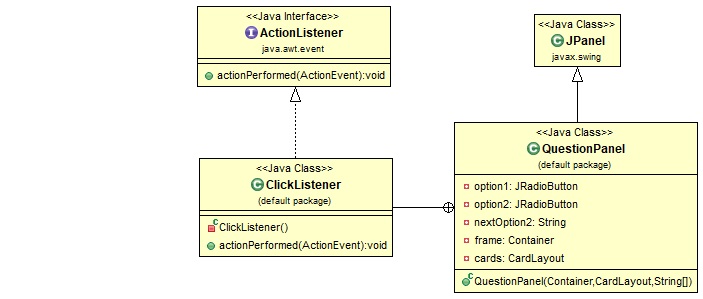 <<Java Interface>>
ActionListener
java.awt.event
actionPerformed(ActionEvent):void
<<Java Class>>
JPanel
javax.swing
<<Java Class>>
ClickListener
(default package)
ClickListener()
actionPerformed(ActionEvent):void
<<Java Class>>
QuestionPanel
(default package)
option1: JRadioButton
option2: JRadioButton
nextOption2: String
frame: Container
cards: CardLayout
QuestionPanel(Container,CardLayout,String[])